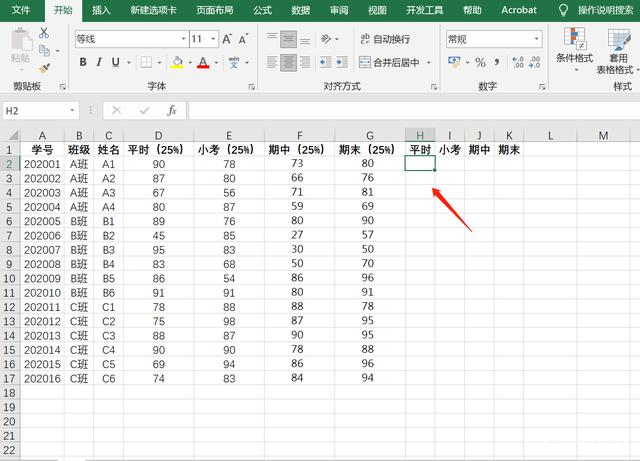 文件 开始 插入 新建选项卡 页面布局 公式 数据 审阅 视图 开发工具 帮助 Acrobat 操作说明搜索
等线 11 A A ab 自动换行 常规
粘贴 B I U A wén 文 合并后居中 % 条件格式 套用
表格格式
剪贴板 字体 对齐方式 数字 样式
H2 fx
A B C D E F G H I J K L M
1 学号 班级 姓名 平时（25%） 小考（25%） 期中（25%） 期末（25%） 平时 小考 期中 期末
2 202001 A班 A1 90 78 73 80
3 202002 A班 A2 87 80 66 76
4 202003 A班 A3 67 56 71 81
5 202004 A班 A4 80 87 59 69
6 202005 B班 B1 89 76 80 90
7 202006 B班 B2 45 85 27 57
8 202007 B班 B3 95 83 30 50
9 202008 B班 B4 83 68 50 70
10 202009 B班 B5 86 54 86 96
11 202010 B班 B6 91 91 80 91
12 202011 C班 C1 78 88 88 78
13 202012 C班 C2 75 98 87 95
14 202013 C班 C3 88 87 90 95
15 202014 C班 C4 90 90 78 88
16 202015 C班 C5 69 94 86 96
17 202016 C班 C6 74 83 84 94
18
19
20
21
22